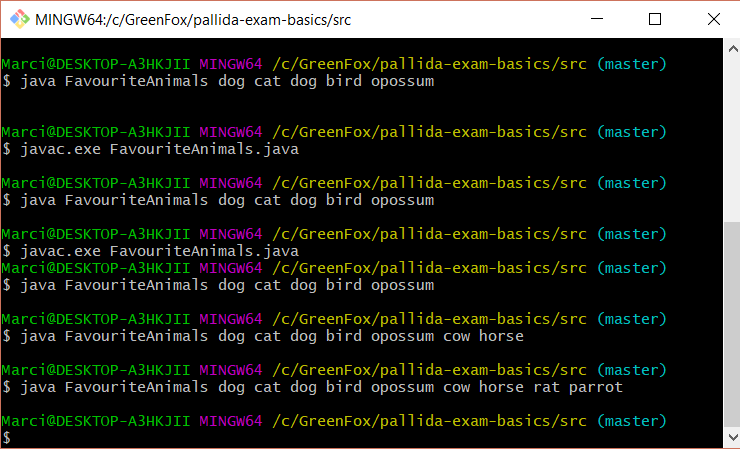 MINGW64:/c/GreenFox/pallida-exam-basics/src
Marci@DESKTOP-A3HKJII MINGW64 /c/GreenFox/pallida-exam-basics/src (master)
$ java FavouriteAnimals dog cat dog bird opossum
Marci@DESKTOP-A3HKJII MINGW64 /c/GreenFox/pallida-exam-basics/src (master)
$ javac.exe FavouriteAnimals.java
Marci@DESKTOP-A3HKJII MINGW64 /c/GreenFox/pallida-exam-basics/src (master)
$ java FavouriteAnimals dog cat dog bird opossum
Marci@DESKTOP-A3HKJII MINGW64 /c/GreenFox/pallida-exam-basics/src (master)
$ javac.exe FavouriteAnimals.java
Marci@DESKTOP-A3HKJII MINGW64 /c/GreenFox/pallida-exam-basics/src (master)
$ java FavouriteAnimals dog cat dog bird opossum
Marci@DESKTOP-A3HKJII MINGW64 /c/GreenFox/pallida-exam-basics/src (master)
$ java FavouriteAnimals dog cat dog bird opossum cow horse
Marci@DESKTOP-A3HKJII MINGW64 /c/GreenFox/pallida-exam-basics/src (master)
$ java FavouriteAnimals dog cat dog bird opossum cow horse rat parrot
Marci@DESKTOP-A3HKJII MINGW64 /c/GreenFox/pallida-exam-basics/src (master)
$